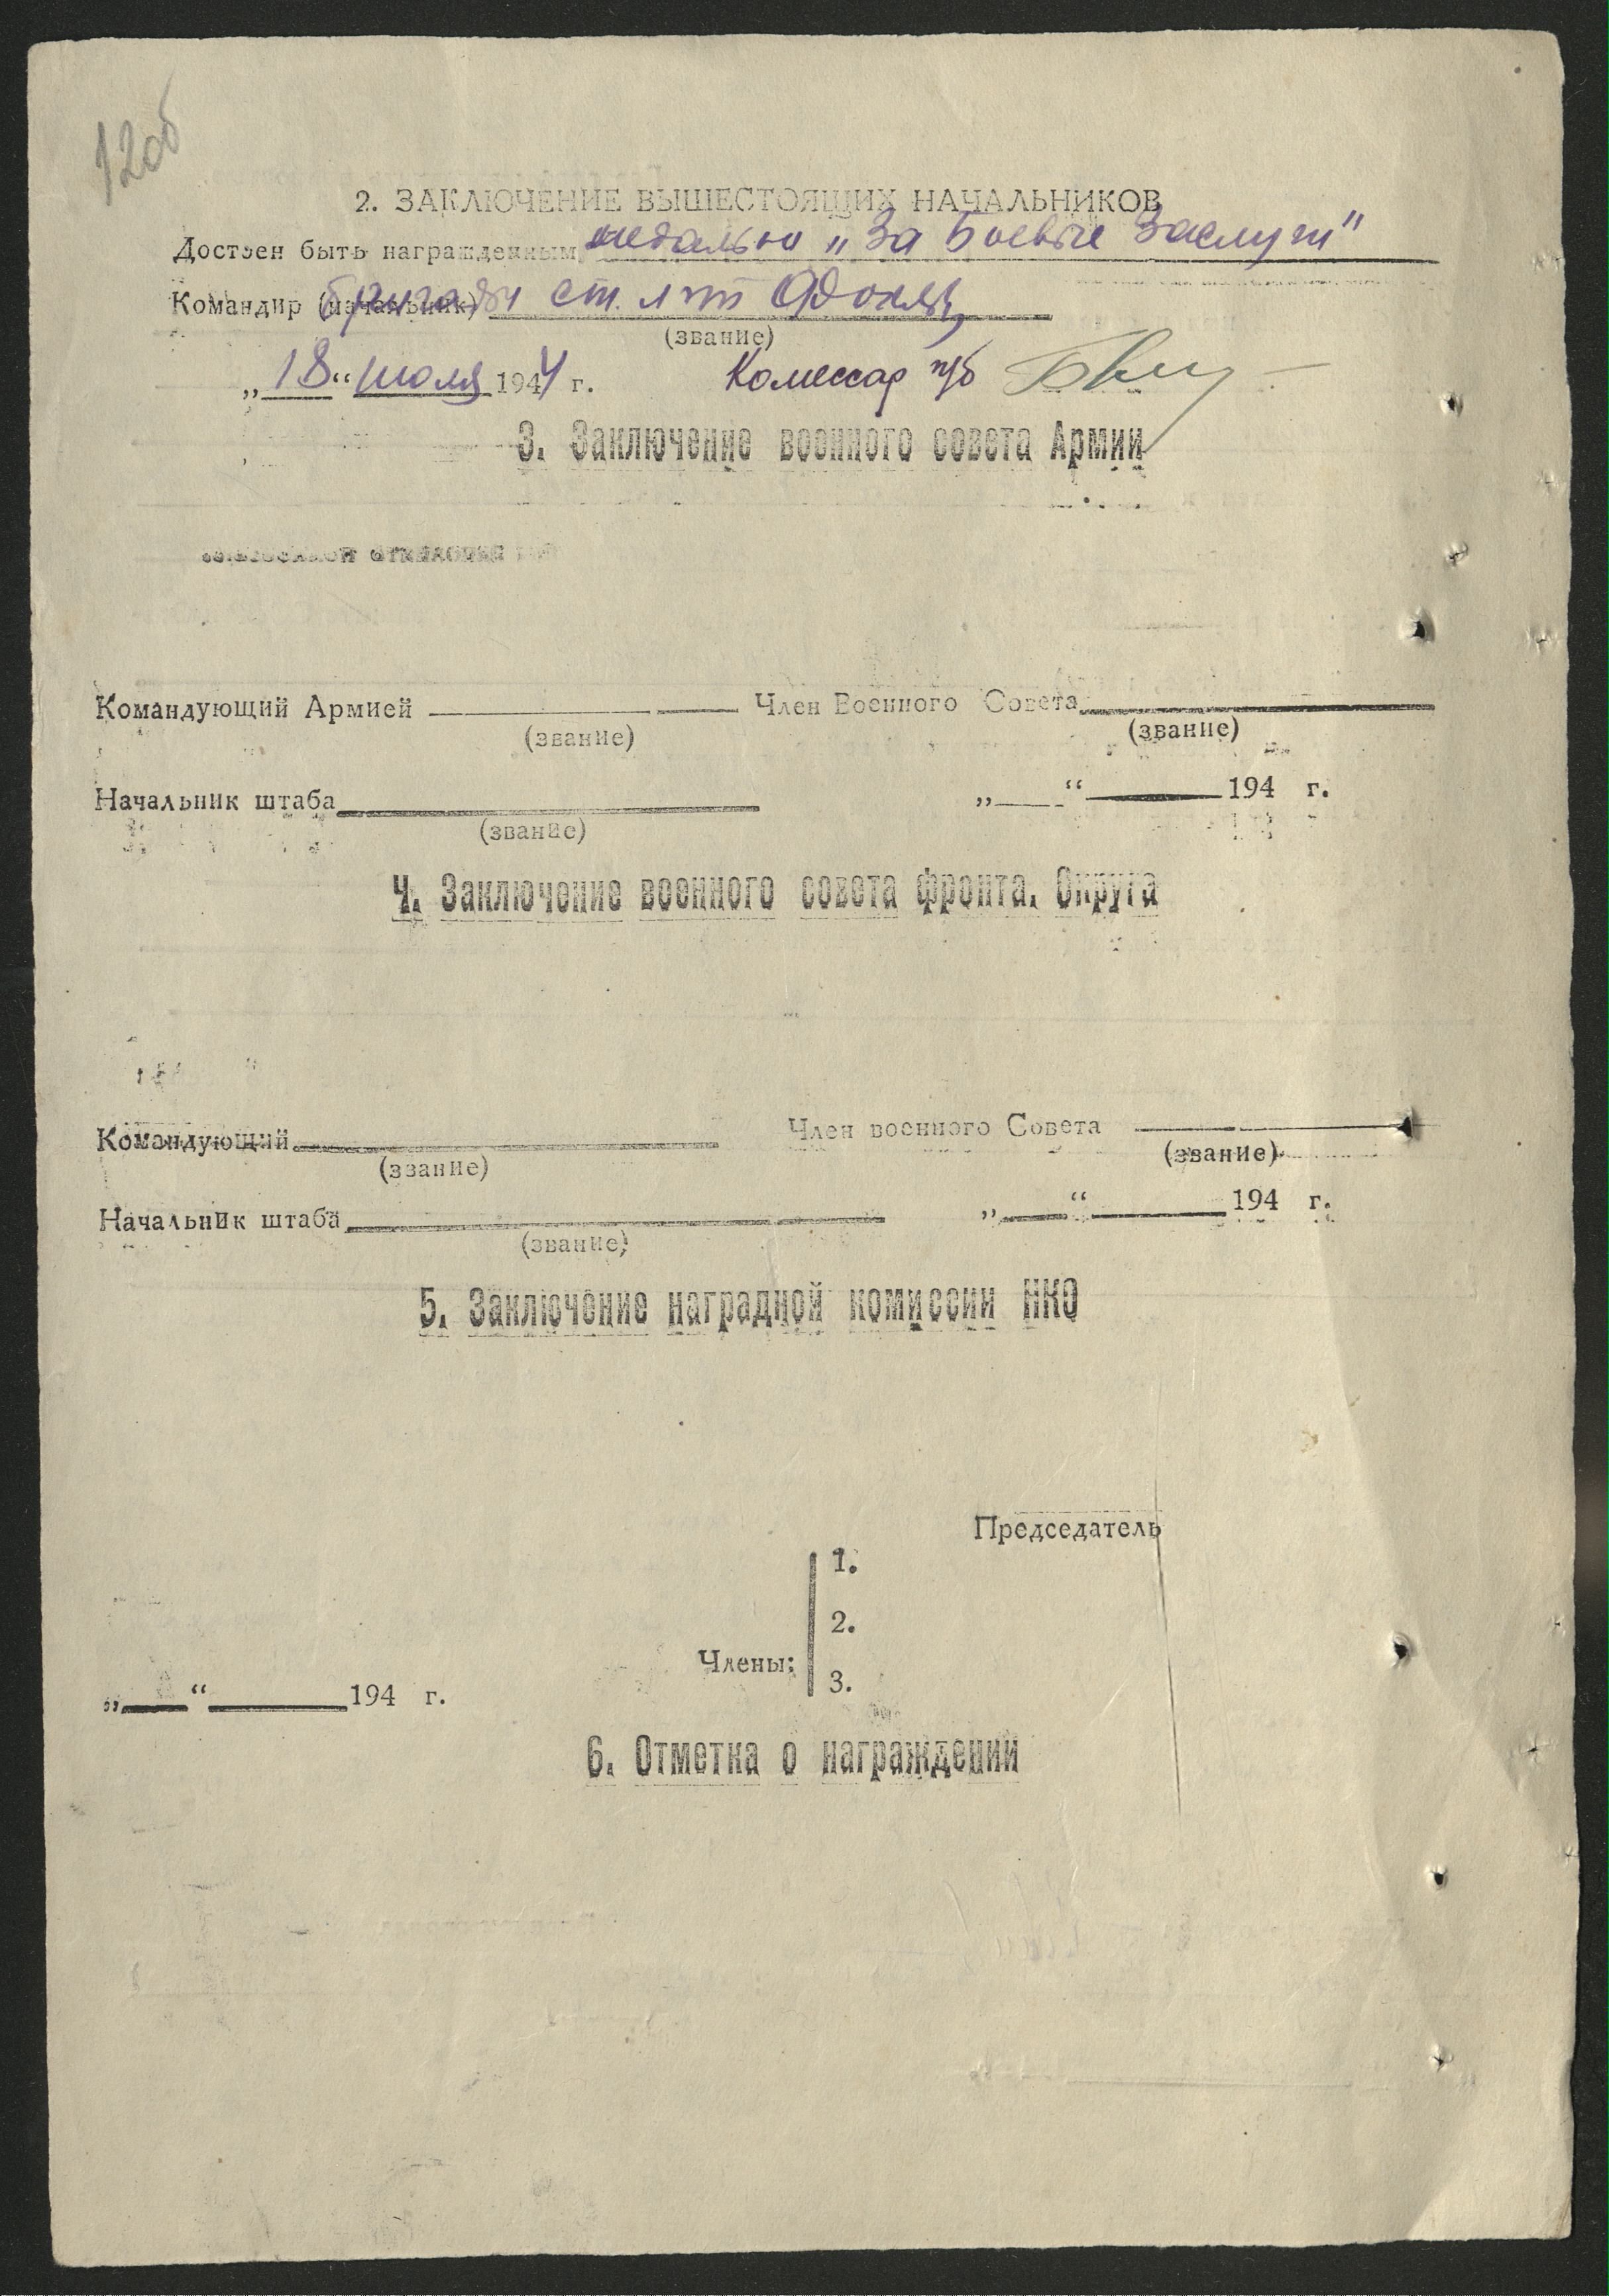 12об
2. ЗАКЛЮЧЕНИЕ ВЫШЕСТОЯЩИХ НАЧАЛЬНИКОВ
Достоен быть награжденным медалью „За Боевые Заслуги"
Командир (начальник) бригады ст. л-т
(звание)
„18“ июля 1944 г. Комессар п/б
3. Заключение военного совета Армии
Командующий Армией Член Военного Совета
(звание) (звание)
Начальник штаба „ “ 194 г.
(звание)
4. Заключение военного совета фронта, Округа
Командующий Член военного Совета
(звание) (звание)
Начальник штаба „ “ 194 г.
(звание)
5. Заключение наградной комиссии НКО
Председатель
1.
2.
Члены:
3.
„ “ 194 г.
6. Отметка о награждении